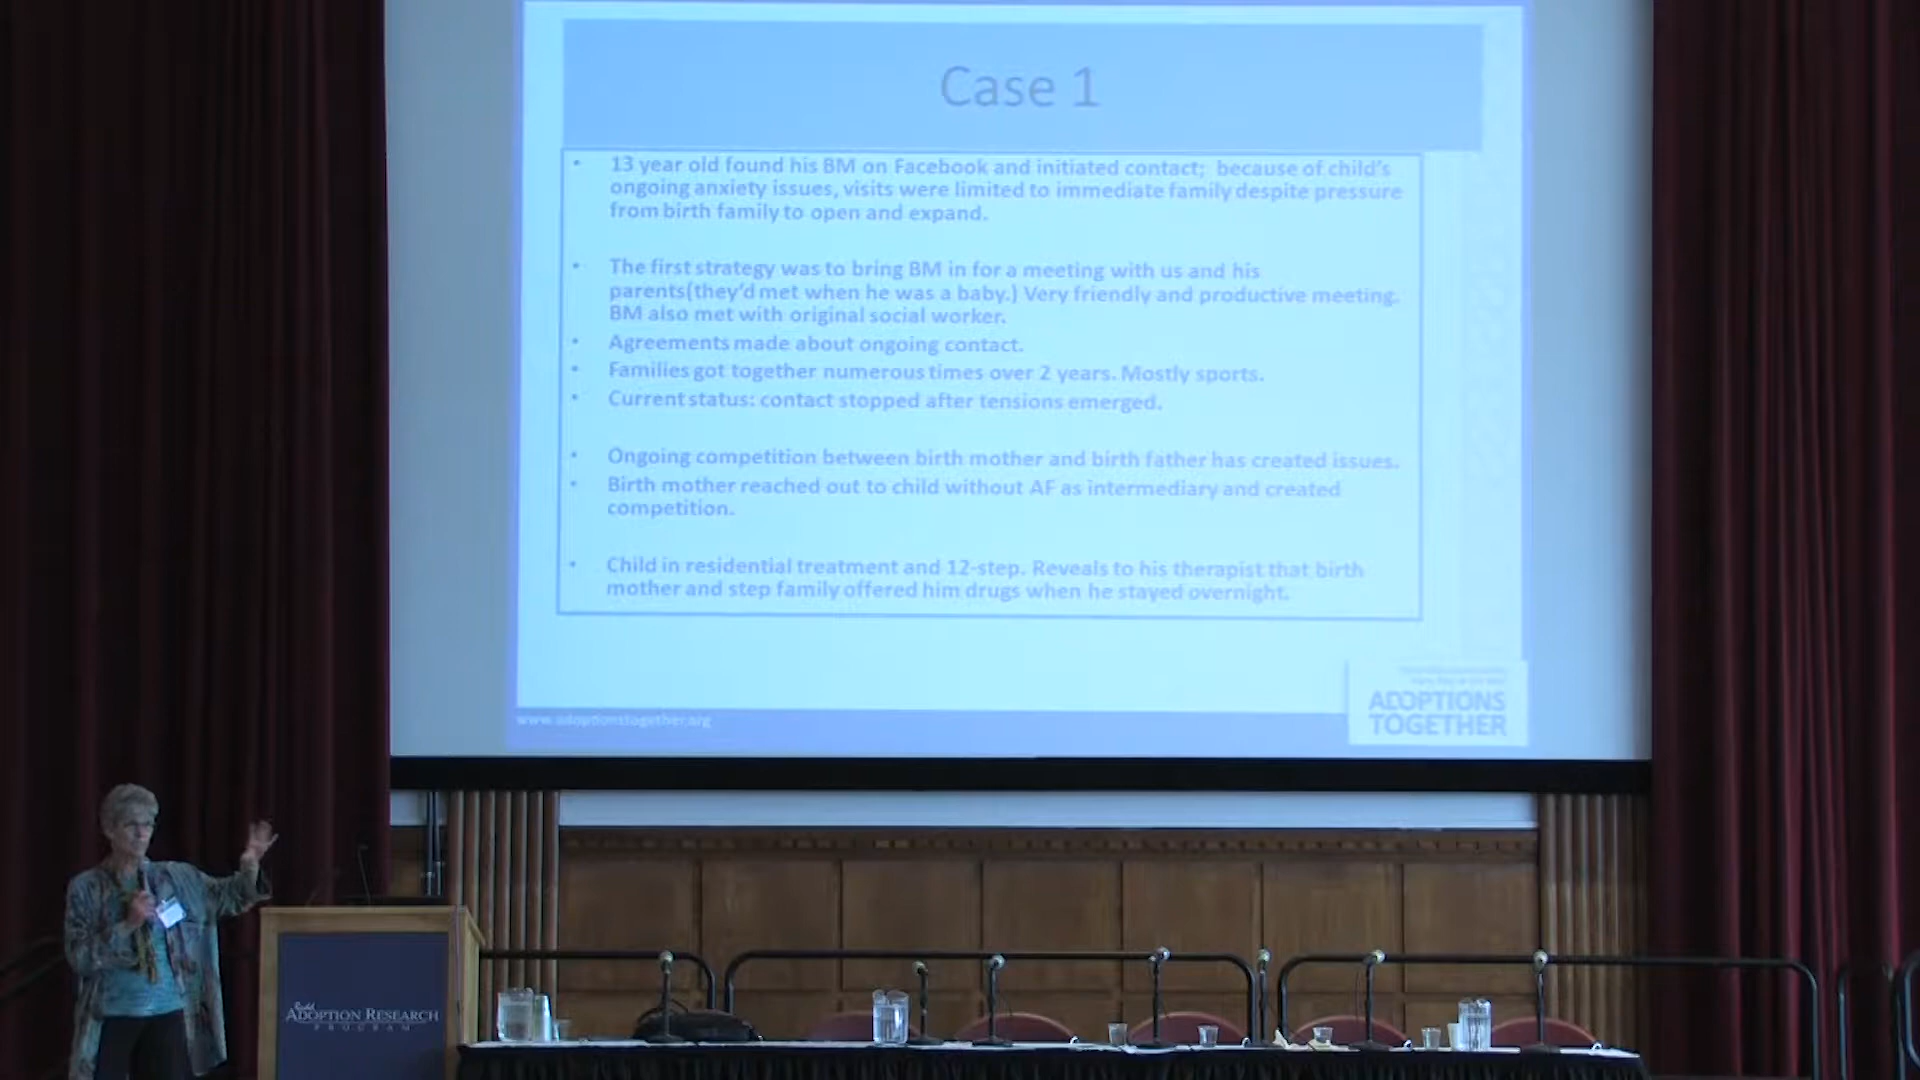 Case 1
• 13 year old found his BM on Facebook and initiated contact; because of child's
ongoing anxiety issues, visits were limited to immediate family despite pressure
from birth family to open and expand.
• The first strategy was to bring BM in for a meeting with us and his
parents(they'd met when he was a baby.) Very friendly and productive meeting.
BM also met with original social worker.
• Agreements made about ongoing contact.
• Families got together numerous times over 2 years. Mostly sports.
• Current status: contact stopped after tensions emerged.
• Ongoing competition between birth mother and birth father has created issues.
• Birth mother reached out to child without AF as intermediary and created
competition.
• Child in residential treatment and 12-step. Reveals to his therapist that birth
mother and step family offered him drugs when he stayed overnight.
www.adoptionstogether.org
ADOPTIONS
TOGETHER
Rudd
ADOPTION RESEARCH
PROGRAM